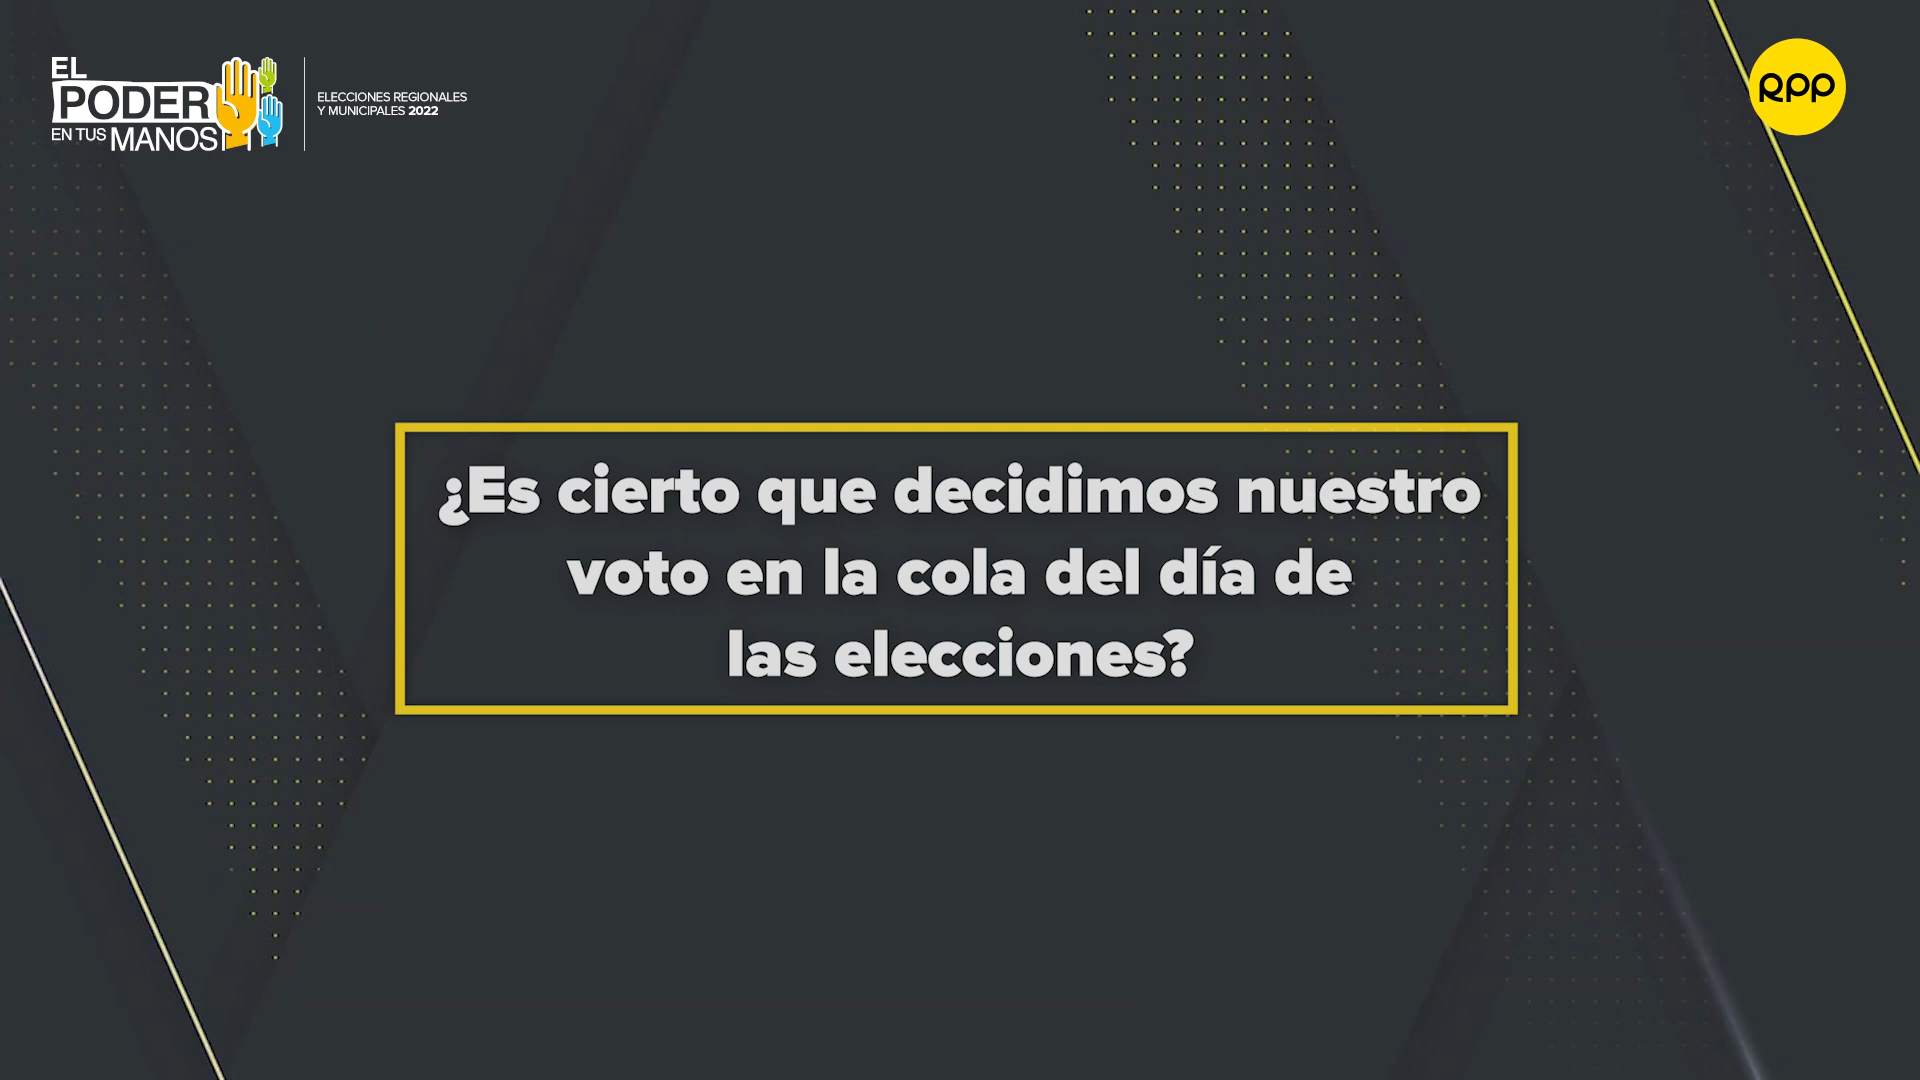 EL
PODER
EN TUS MANOS
ELECCIONES REGIONALES
Y MUNICIPALES 2022
RPP
¿Es cierto que decidimos nuestro
voto en la cola del día de
las elecciones?